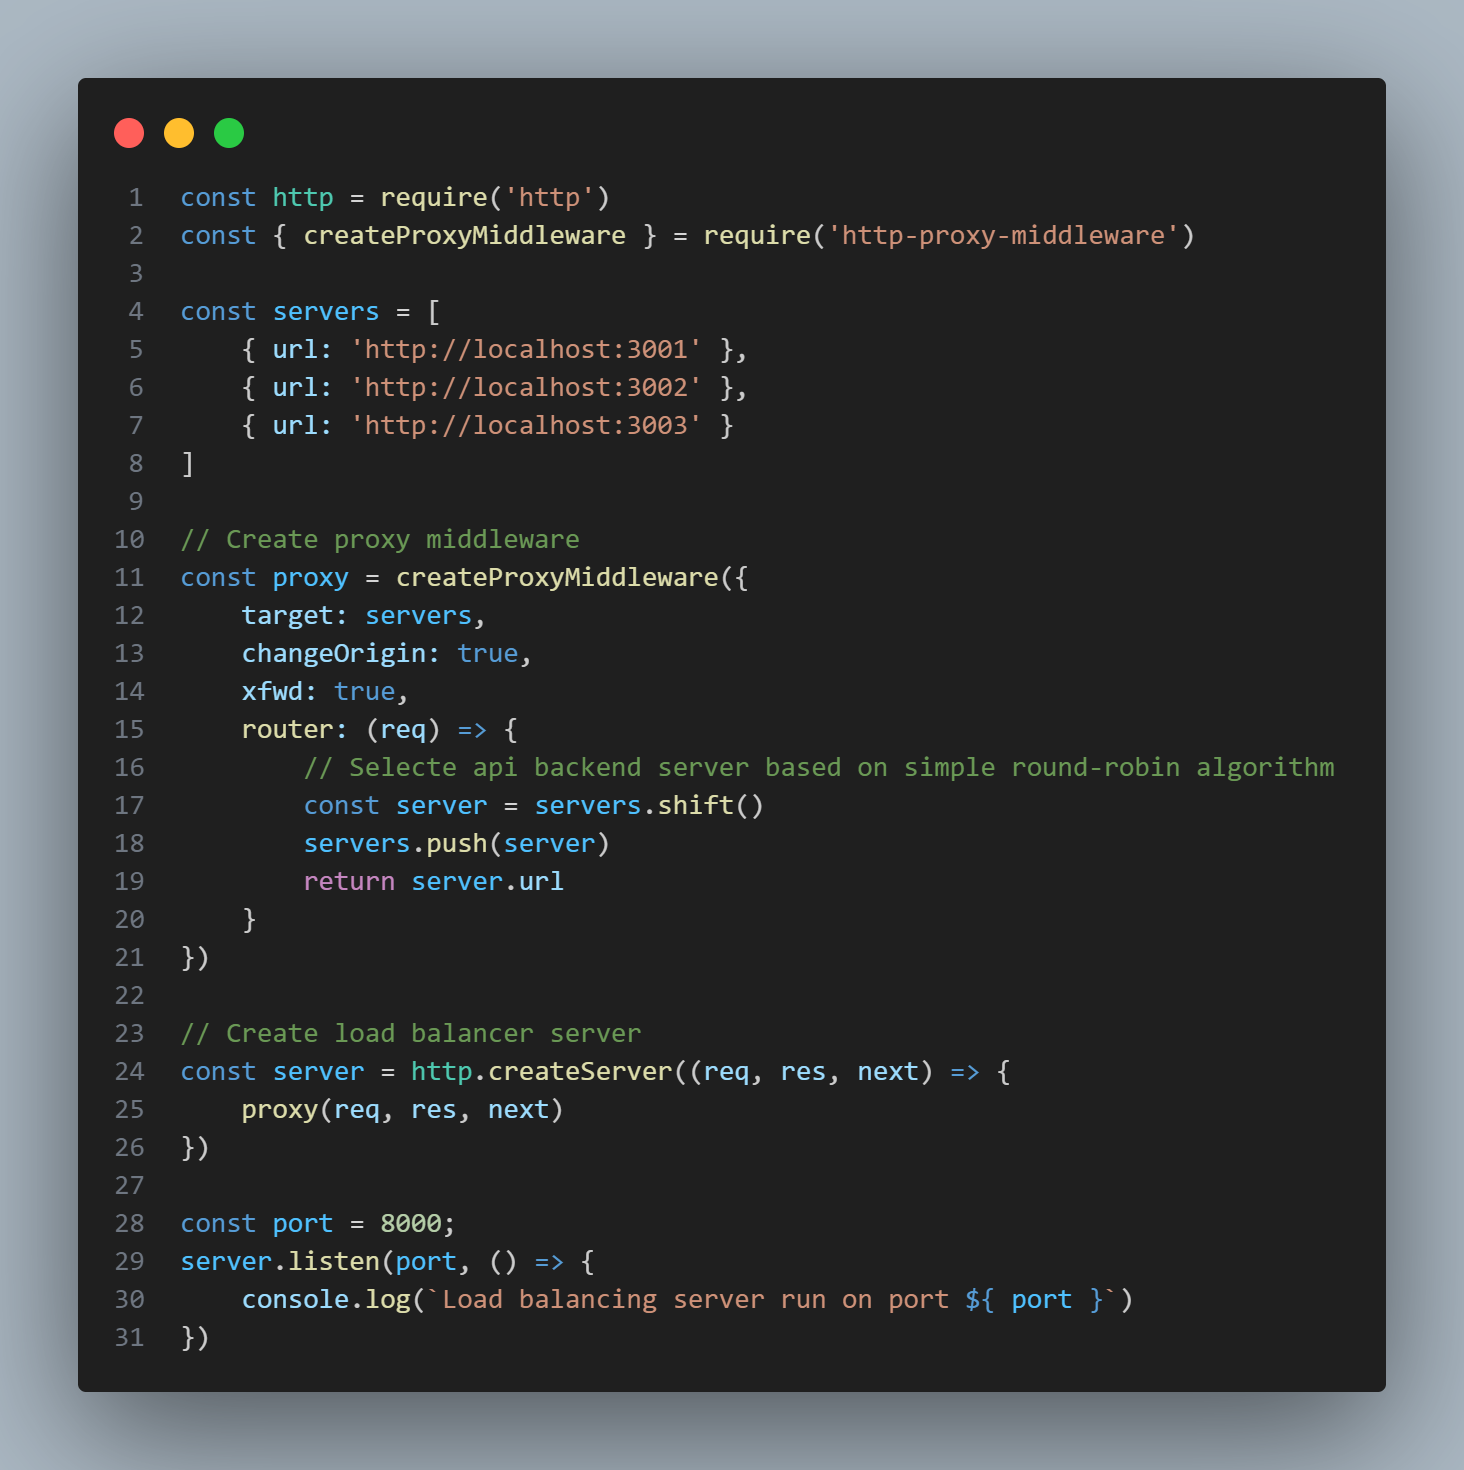 1 const http = require('http')
2 const { createProxyMiddleware } = require('http-proxy-middleware')
3
4 const servers = [
5     { url: 'http://localhost:3001' },
6     { url: 'http://localhost:3002' },
7     { url: 'http://localhost:3003' }
8 ]
9
10 // Create proxy middleware
11 const proxy = createProxyMiddleware({
12     target: servers,
13     changeOrigin: true,
14     xfwd: true,
15     router: (req) => {
16         // Selecte api backend server based on simple round-robin algorithm
17         const server = servers.shift()
18         servers.push(server)
19         return server.url
20     }
21 })
22
23 // Create load balancer server
24 const server = http.createServer((req, res, next) => {
25     proxy(req, res, next)
26 })
27
28 const port = 8000;
29 server.listen(port, () => {
30     console.log(`Load balancing server run on port ${ port }`)
31 })